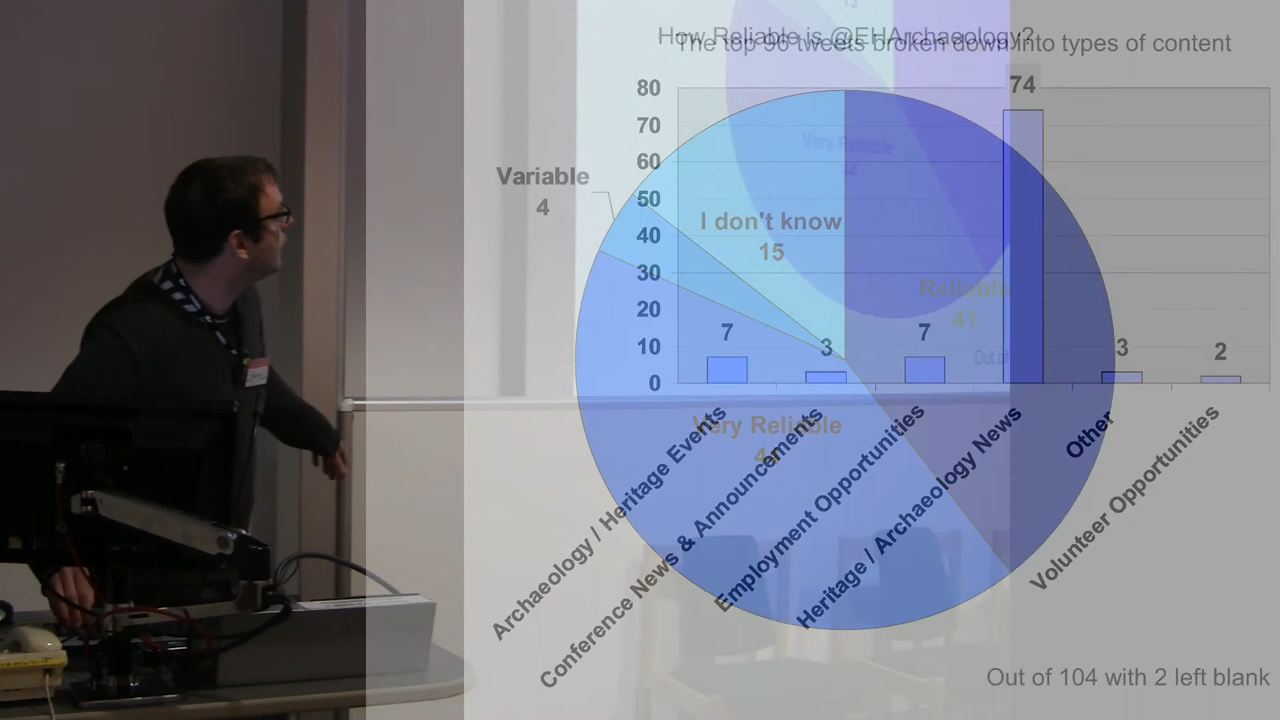 How Reliable is @EHArchaeology?
The top 96 tweets broken down into types of content
80
70
60
50
40
30
20
10
0
7
3
7
74
3
2
Archaeology / Heritage Events
Conference News & Announcements
Employment Opportunities
Heritage / Archaeology News
Other
Volunteer Opportunities
Variable
4
I don't know
15
Reliable
41
Very Reliable
Very Reliable
Out of
Out of 104 with 2 left blank